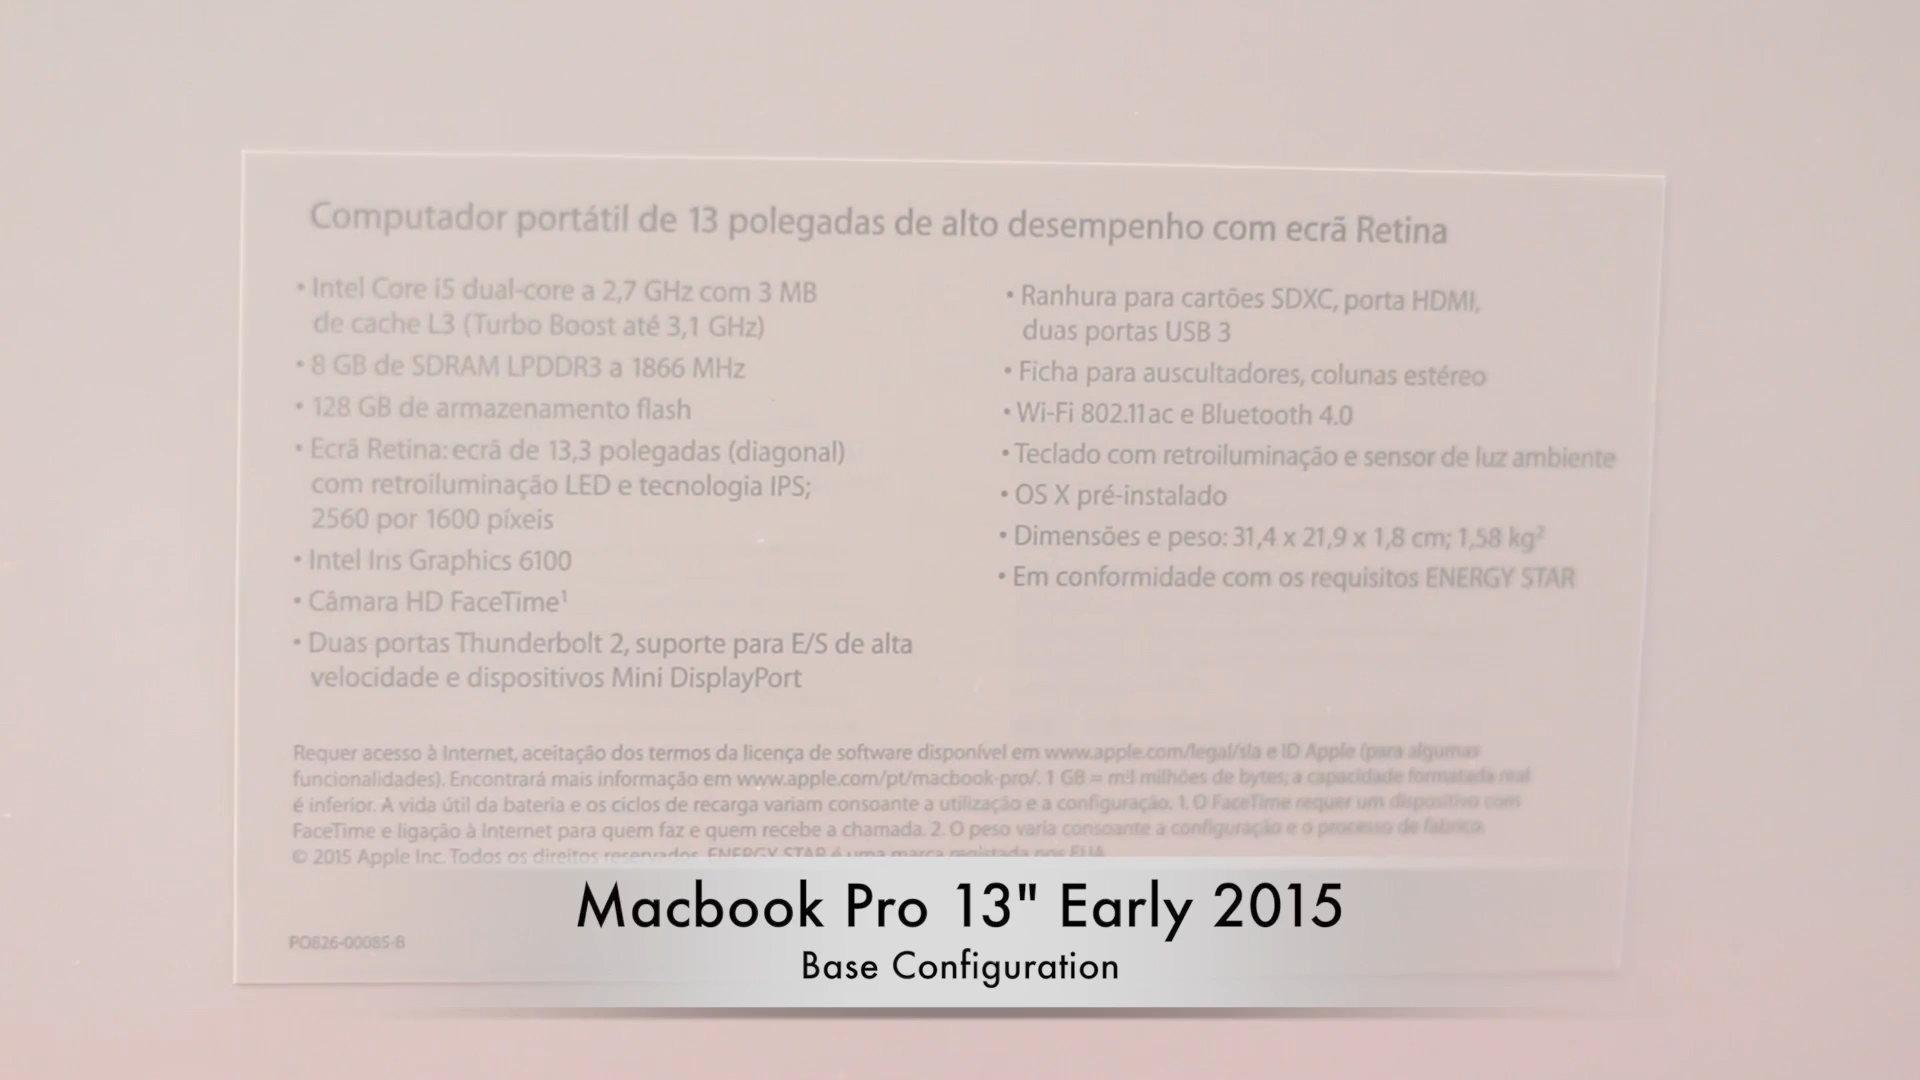 Computador portátil de 13 polegadas de alto desempenho com ecrã Retina
• Intel Core i5 dual-core a 2,7 GHz com 3 MB
de cache L3 (Turbo Boost até 3,1 GHz)
• 8 GB de SDRAM LPDDR3 a 1866 MHz
• 128 GB de armazenamento flash
• Ecrã Retina: ecrã de 13,3 polegadas (diagonal)
com retroiluminação LED e tecnologia IPS;
2560 por 1600 píxeis
• Intel Iris Graphics 6100
• Câmara HD FaceTime¹
• Duas portas Thunderbolt 2, suporte para E/S de alta
velocidade e dispositivos Mini DisplayPort
• Ranhura para cartões SDXC, porta HDMI,
duas portas USB 3
• Ficha para auscultadores, colunas estéreo
• Wi-Fi 802.11ac e Bluetooth 4.0
• Teclado com retroiluminação e sensor de luz ambiente
• OS X pré-instalado
• Dimensões e peso: 31,4 x 21,9 x 1,8 cm; 1,58 kg²
• Em conformidade com os requisitos ENERGY STAR
Requer acesso à Internet, aceitação dos termos da licença de software disponível em www.apple.com/legal/sla e ID Apple (para algumas
funcionalidades). Encontrará mais informação em www.apple.com/pt/macbook-pro/. 1 GB = mil milhões de bytes; a capacidade formatada real
é inferior. A vida útil da bateria e os ciclos de recarga variam consoante a utilização e a configuração. 1. O FaceTime requer um dispositivo com
FaceTime e ligação à Internet para quem faz e quem recebe a chamada. 2. O peso varia consoante a configuração e o processo de fabrico.
© 2015 Apple Inc. Todos os direitos reservados. ENERGY STAR é uma marca registada nos EUA.
PO826-00085-B
Macbook Pro 13" Early 2015
Base Configuration